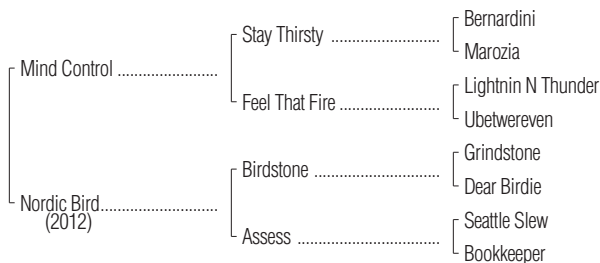 Bernardini
Stay Thirsty ..............................
Marozia
Mind Control ............................
Lightnin N Thunder
Feel That Fire ............................
Ubetwereven
Grindstone
Birdstone ...................................
Dear Birdie
Nordic Bird................................
(2012)
Seattle Slew
Assess .......................................
Bookkeeper